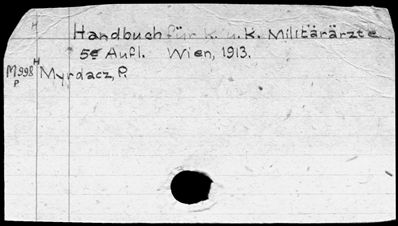 H
Handbuch für k. u. k. Militärärzte
5e Aufl. Wien, 1913.
H
M998 Myrdacz, P.
P